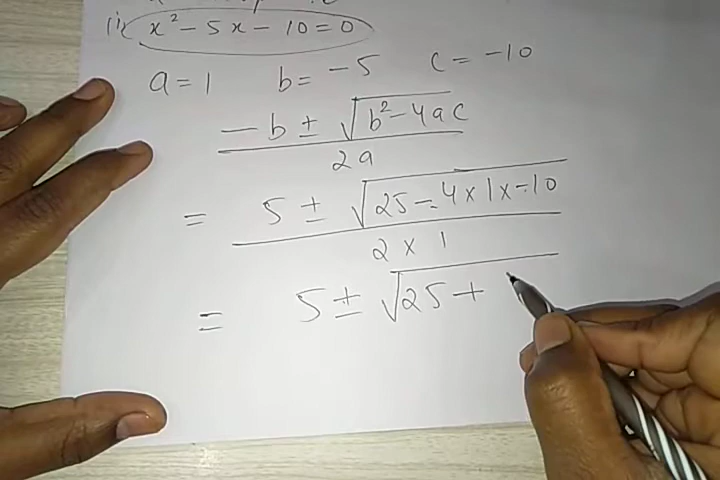 (ii) x² - 5x - 10 = 0
a = 1 b = -5 c = -10
-b ± √b² - 4ac
2a
= 5 ± √25 - 4 x 1 x -10
2 x 1
= 5 ± √25 +